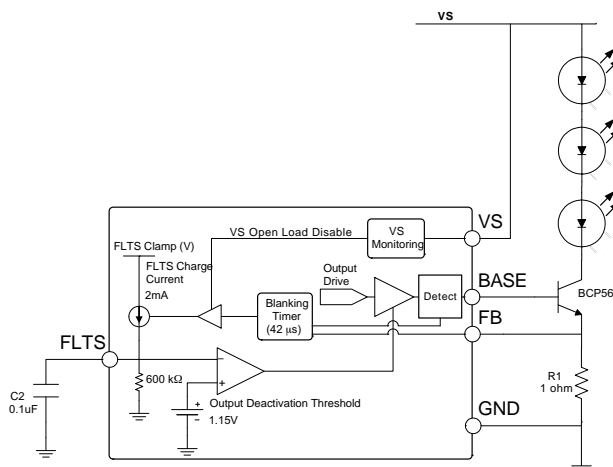 VS
FLTS Clamp (V)
FLTS Charge
Current
2mA
VS Open Load Disable
VS
Monitoring
VS
Output
Drive
Detect
BASE
BCP56
Blanking
Timer
(42 µs)
FB
FLTS
600 kΩ
C2
0.1uF
Output Deactivation Threshold
1.15V
R1
1 ohm
GND